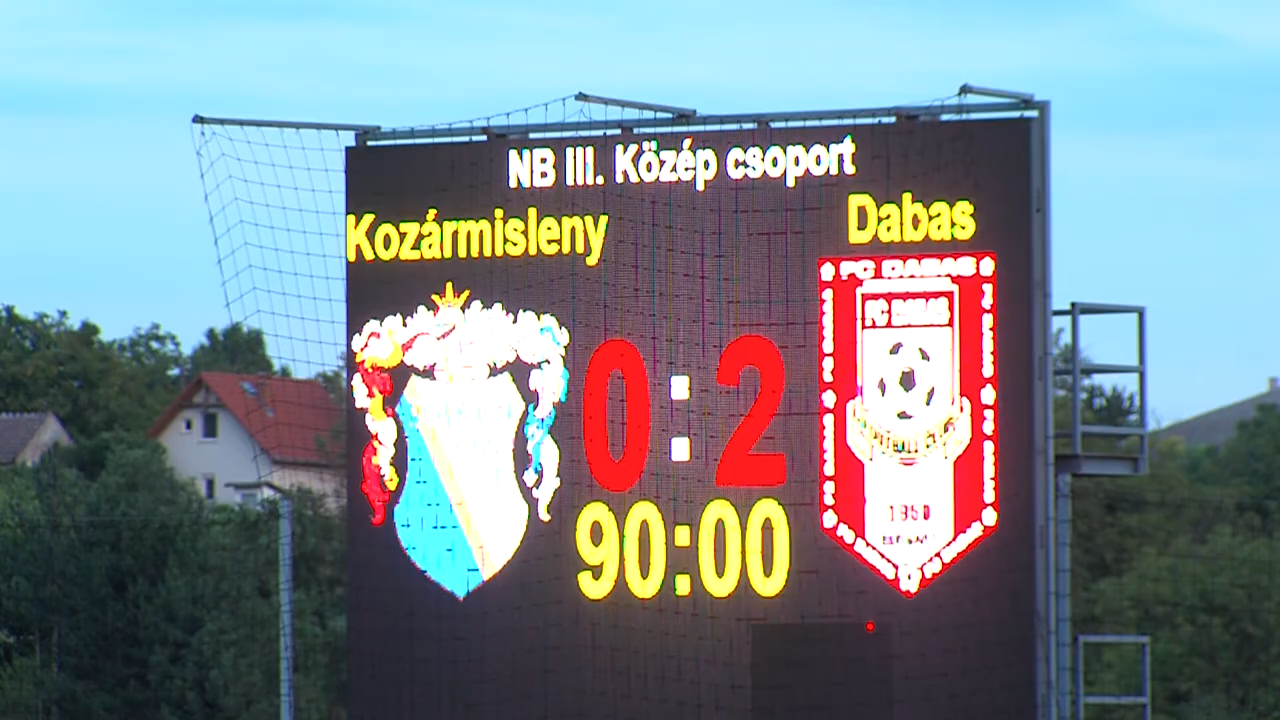 NB III. Közép csoport
Kozármisleny
Dabas
FC DABAS
FC DABAS
0:2
1950
90:00